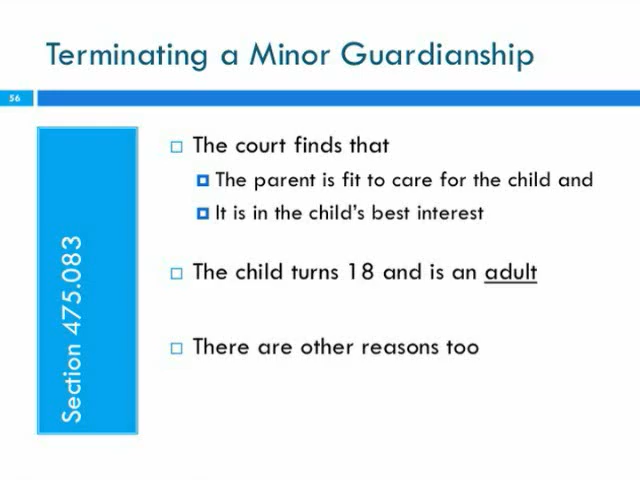 Terminating a Minor Guardianship
56
Section 475.083
The court finds that
The parent is fit to care for the child and
It is in the child's best interest
The child turns 18 and is an adult
There are other reasons too